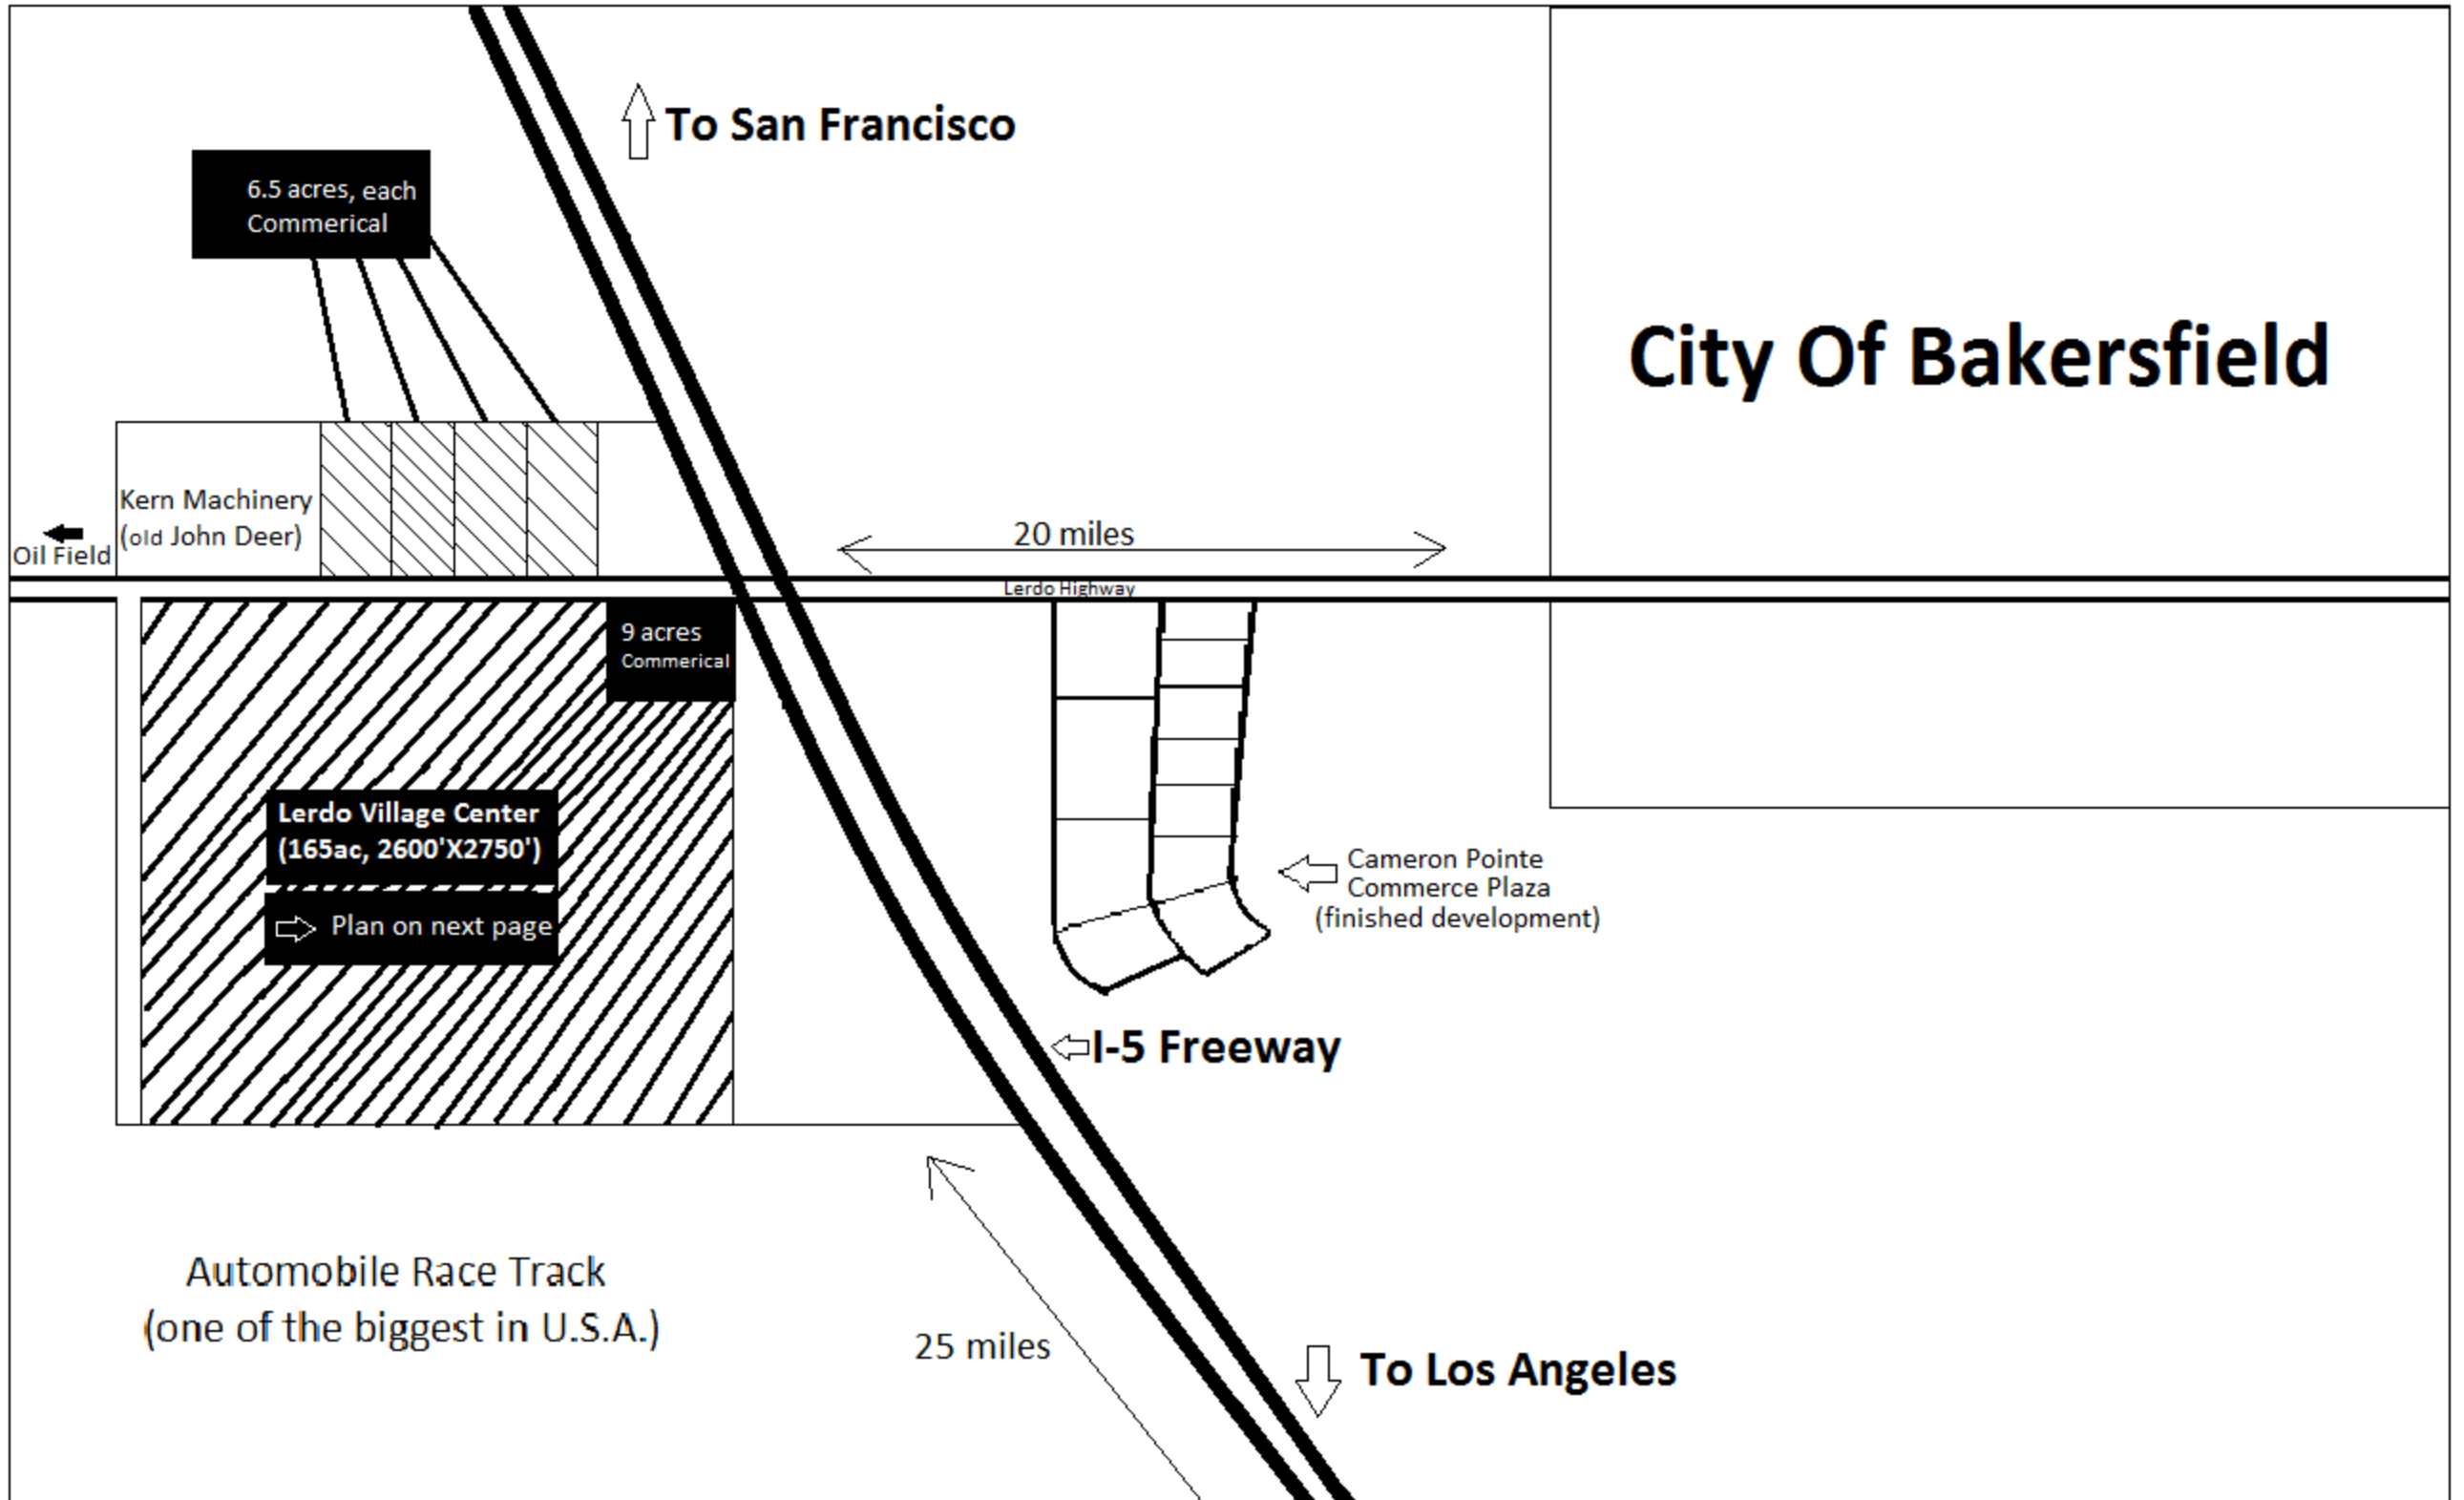 To San Francisco
6.5 acres, each
Commerical
City Of Bakersfield
Kern Machinery
(old John Deer)
Oil Field
20 miles
Lerdo Highway
9 acres
Commerical
Lerdo Village Center
(165ac, 2600'X2750')
Plan on next page
Cameron Pointe
Commerce Plaza
(finished development)
I-5 Freeway
Automobile Race Track
(one of the biggest in U.S.A.)
25 miles
To Los Angeles